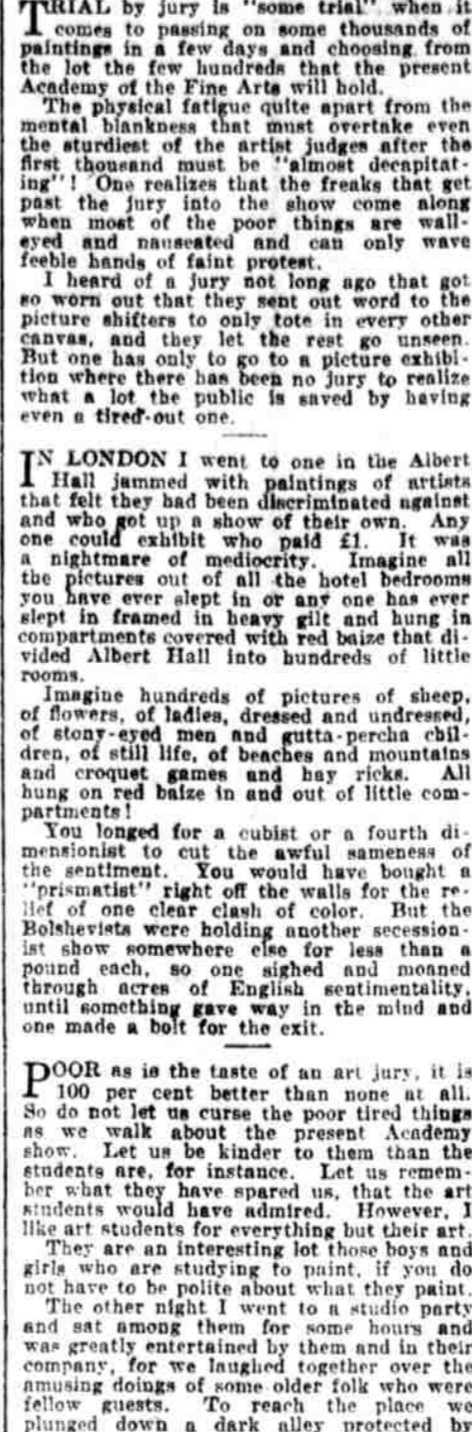 TRIAL by jury is "some trial" when it
comes to passing on some thousands of
paintings in a few days and choosing from
the lot the few hundreds that the present
Academy of the Fine Arts will hold.
The physical fatigue quite apart from the
mental blankness that must overtake even
the sturdiest of the artist judges after the
first thousand must be "almost decapitat-
ing"! One realizes that the freaks that get
past the jury into the show come along
when most of the poor things are wall-
eyed and nauseated and can only wave
feeble hands of faint protest.
I heard of a jury not long ago that got
so worn out that they sent out word to the
picture shifters to only tote in every other
canvas, and they let the rest go unseen.
But one has only to go to a picture exhibi-
tion where there has been no jury to realize
what a lot the public is saved by having
even a tired-out one.
IN LONDON I went to one in the Albert
Hall jammed with paintings of artists
that felt they had been discriminated against
and who got up a show of their own. Any
one could exhibit who paid £1. It was
a nightmare of mediocrity. Imagine all
the pictures out of all the hotel bedrooms
you have ever slept in or any one has ever
slept in framed in heavy gilt and hung in
compartments covered with red baize that di-
vided Albert Hall into hundreds of little
rooms.
Imagine hundreds of pictures of sheep,
of flowers, of ladies, dressed and undressed,
of stony-eyed men and gutta-percha chil-
dren, of still life, of beaches and mountains
and croquet games and hay ricks. All
hung on red baize in and out of little com-
partments!
You longed for a cubist or a fourth di-
mensionist to cut the awful sameness of
the sentiment. You would have bought a
"prismatist" right off the walls for the re-
lief of one clear clash of color. But the
Bolshevists were holding another secession-
ist show somewhere else for less than a
pound each, so one sighed and moaned
through acres of English sentimentality,
until something gave way in the mind and
one made a bolt for the exit.
POOR as is the taste of an art jury, it is
100 per cent better than none at all.
So do not let us curse the poor tired things
as we walk about the present Academy
show. Let us be kinder to them than the
students are, for instance. Let us remem-
ber what they have spared us, that the art
students would have admired. However, I
like art students for everything but their art.
They are an interesting lot those boys and
girls who are studying to paint, if you do
not have to be polite about what they paint.
The other night I went to a studio party
and sat among them for some hours and
was greatly entertained by them and in their
company, for we laughed together over the
amusing doings of some older folk who were
fellow guests. To reach the place we
plunged down a dark alley protected by